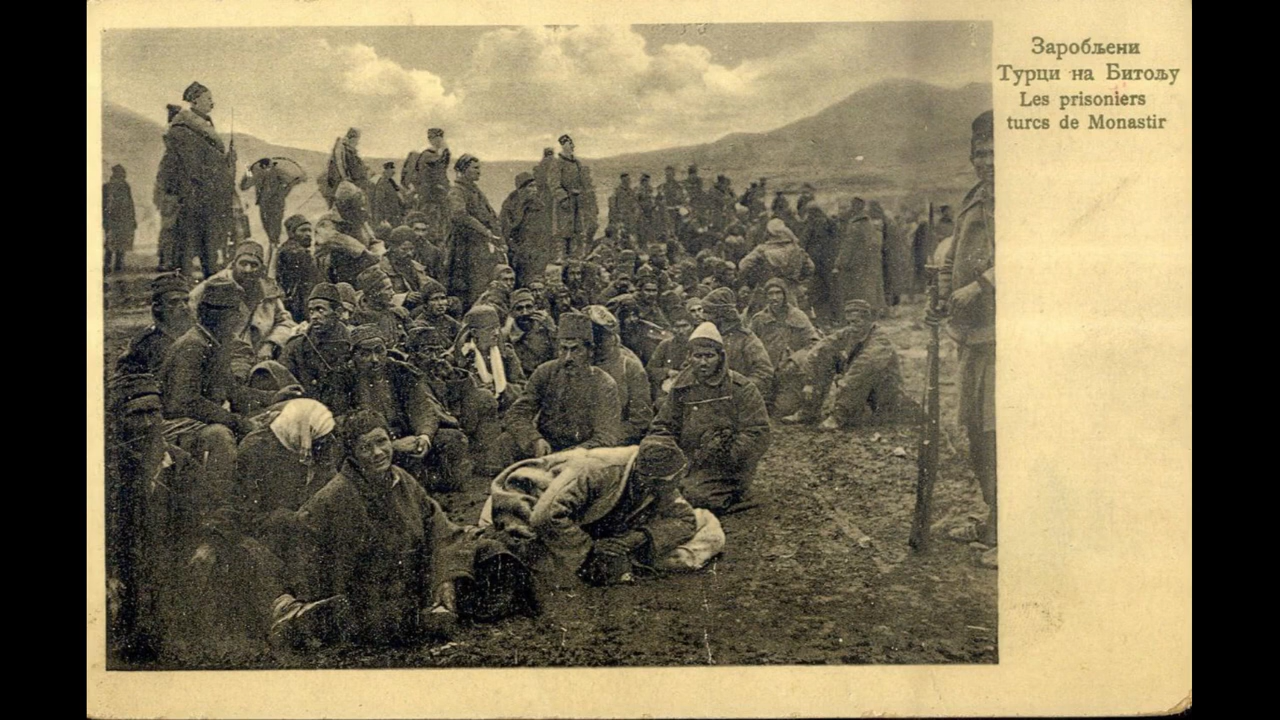 Заробљени
Турци на Битољу
Les prisoniers
turcs de Monastir